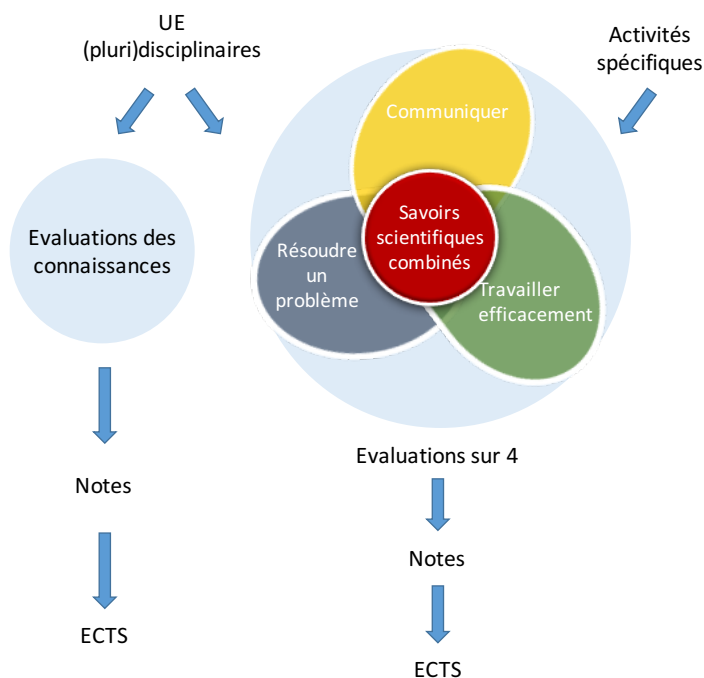 UE
(pluri)disciplinaires
Activités
spécifiques
Communiquer
Evaluations des
connaissances
Savoirs
scientifiques
combinés
Résoudre
un
problème
Travailler
efficacement
Evaluations sur 4
Notes
Notes
ECTS
ECTS